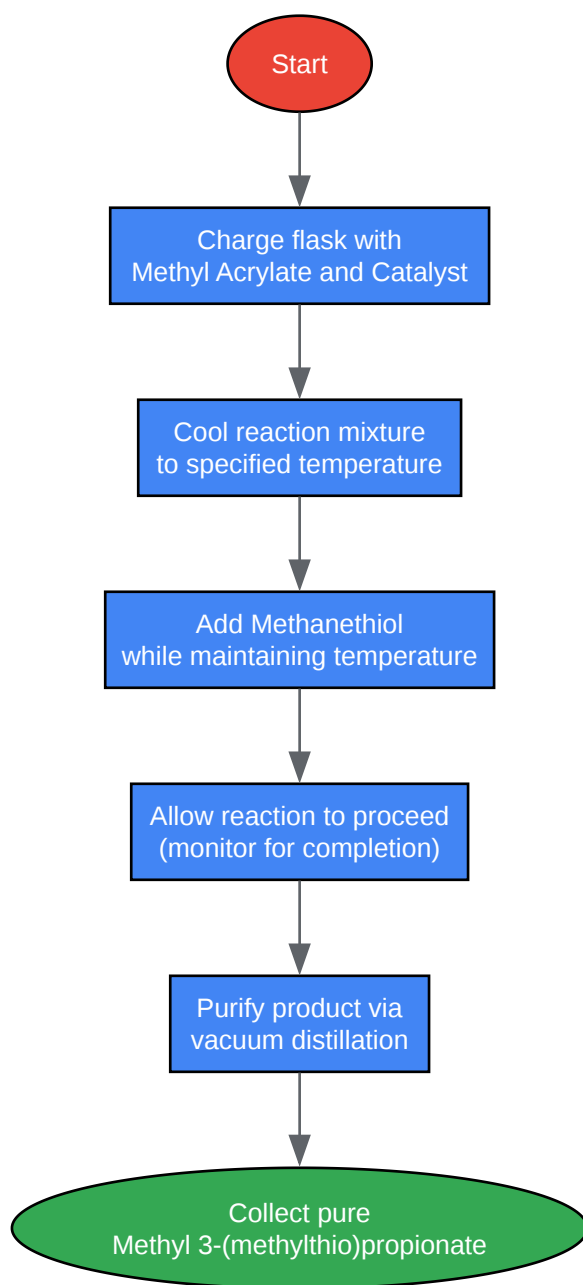 Start
Charge flask with
Methyl Acrylate and Catalyst
Cool reaction mixture
to specified temperature
Add Methanethiol
while maintaining temperature
Allow reaction to proceed
(monitor for completion)
Purify product via
vacuum distillation
Collect pure
Methyl 3-(methylthio)propionate